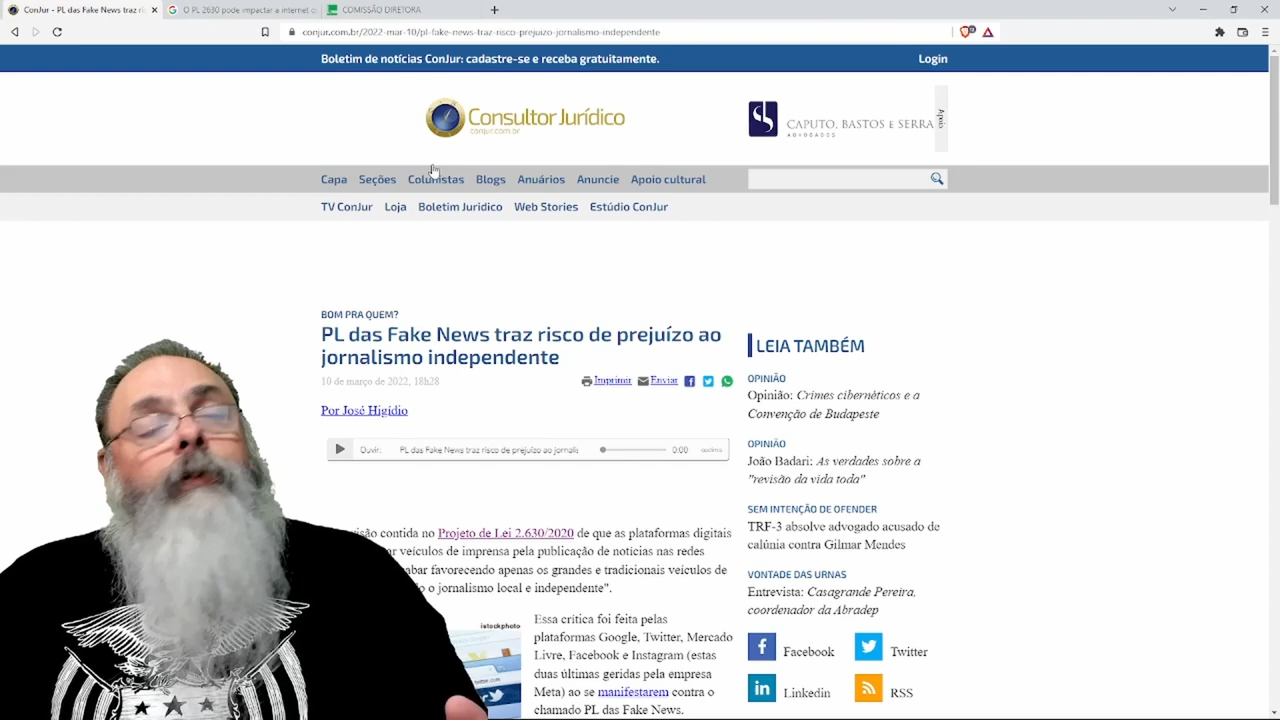 ConJur - PL das Fake News traz ri
O PL 2630 pode impactar a internet
COMISSÃO DIRETORA
conjur.com.br/2022-mar-10/pl-fake-news-traz-risco-prejuizo-jornalismo-independente
Boletim de notícias ConJur: cadastre-se e receba gratuitamente.
Login
Consultor Jurídico
conjur.com.br
CAPUTO, BASTOS E SERRA
ADVOGADOS
Apoio
Capa Seções Colunistas Blogs Anuários Anuncie Apoio cultural
TV ConJur Loja Boletim Juridico Web Stories Estúdio ConJur
BOM PRA QUEM?
PL das Fake News traz risco de prejuízo ao
jornalismo independente
10 de março de 2022, 18h28
Imprimir Enviar
Por José Higídio
Ouvir: PL das Fake News traz risco de prejuízo ao jornalis
0:00
no Projeto de Lei 2.630/2020 de que as plataformas digitais
veículos de imprensa pela publicação de notícias nas redes
favorecendo apenas os grandes e tradicionais veículos de
o jornalismo local e independente".
istockphoto
Essa crítica foi feita pelas
plataformas Google, Twitter, Mercado
Livre, Facebook e Instagram (estas
duas últimas geridas pela empresa
Meta) ao se manifestarem contra o
chamado PL das Fake News.
LEIA TAMBÉM
OPINIÃO
Opinião: Crimes cibernéticos e a
Convenção de Budapeste
OPINIÃO
João Badari: As verdades sobre a
"revisão da vida toda"
SEM INTENÇÃO DE OFENDER
TRF-3 absolve advogado acusado de
calúnia contra Gilmar Mendes
VONTADE DAS URNAS
Entrevista: Casagrande Pereira,
coordenador da Abradep
Facebook
Twitter
Linkedin
RSS